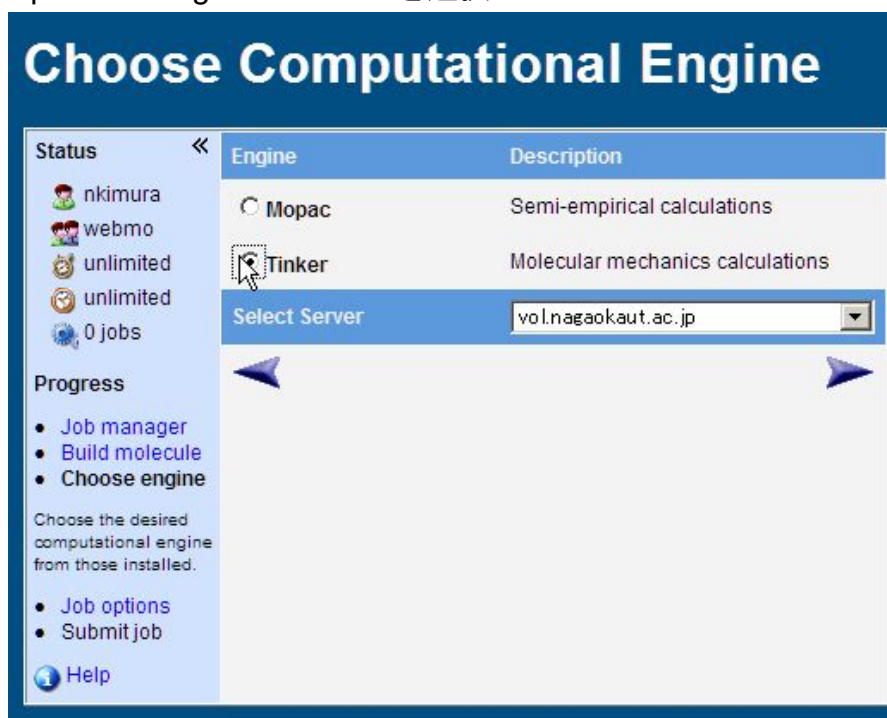 Choose Computational Engine
Status «
nkimura
webmo
unlimited
unlimited
0 jobs
Progress
• Job manager
• Build molecule
• Choose engine
Choose the desired
computational engine
from those installed.
• Job options
• Submit job
Help
Engine Description
Mopac Semi-empirical calculations
Tinker Molecular mechanics calculations
Select Server vol.nagaokaut.ac.jp